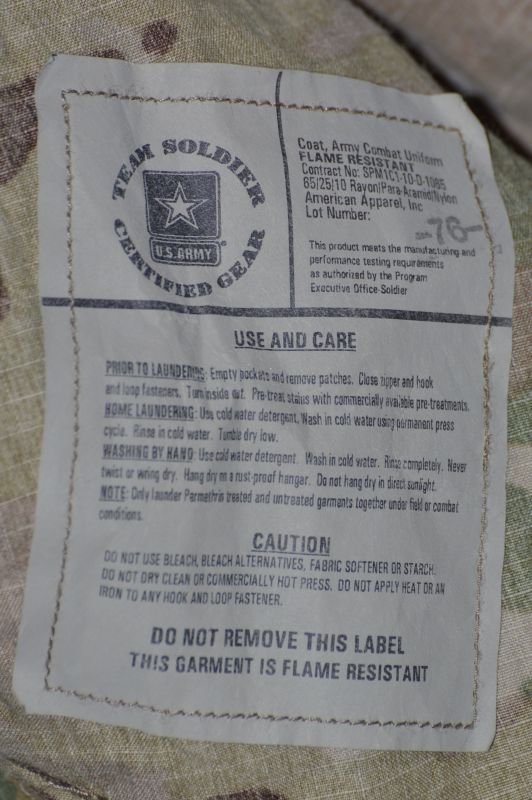 TEAM SOLDIER
U.S. ARMY
CERTIFIED GEAR
Coat, Army Combat Uniform
FLAME RESISTANT
Contract No: SPM1C1-10-D-1085
65/25/10 Rayon/Para-Aramid/Nylon
American Apparel, Inc
Lot Number:
76-
This product meets the manufacturing and
performance testing requirements
as authorized by the Program
Executive Office-Soldier
USE AND CARE
PRIOR TO LAUNDERING: Empty pockets and remove patches. Close zipper and hook
and loop fasteners. Turn inside out. Pre-treat stains with commercially available pre-treatments.
HOME LAUNDERING: Use cold water detergent. Wash in cold water using permanent press
cycle. Rinse in cold water. Tumble dry low.
WASHING BY HAND: Use cold water detergent. Wash in cold water. Rinse completely. Never
twist or wring dry. Hang dry on a rust-proof hangar. Do not hang dry in direct sunlight.
NOTE: Only launder Permethrin treated and untreated garments together under field or combat
conditions.
CAUTION
DO NOT USE BLEACH, BLEACH ALTERNATIVES, FABRIC SOFTENER OR STARCH.
DO NOT DRY CLEAN OR COMMERCIALLY HOT PRESS. DO NOT APPLY HEAT OR AN
IRON TO ANY HOOK AND LOOP FASTENER.
DO NOT REMOVE THIS LABEL
THIS GARMENT IS FLAME RESISTANT